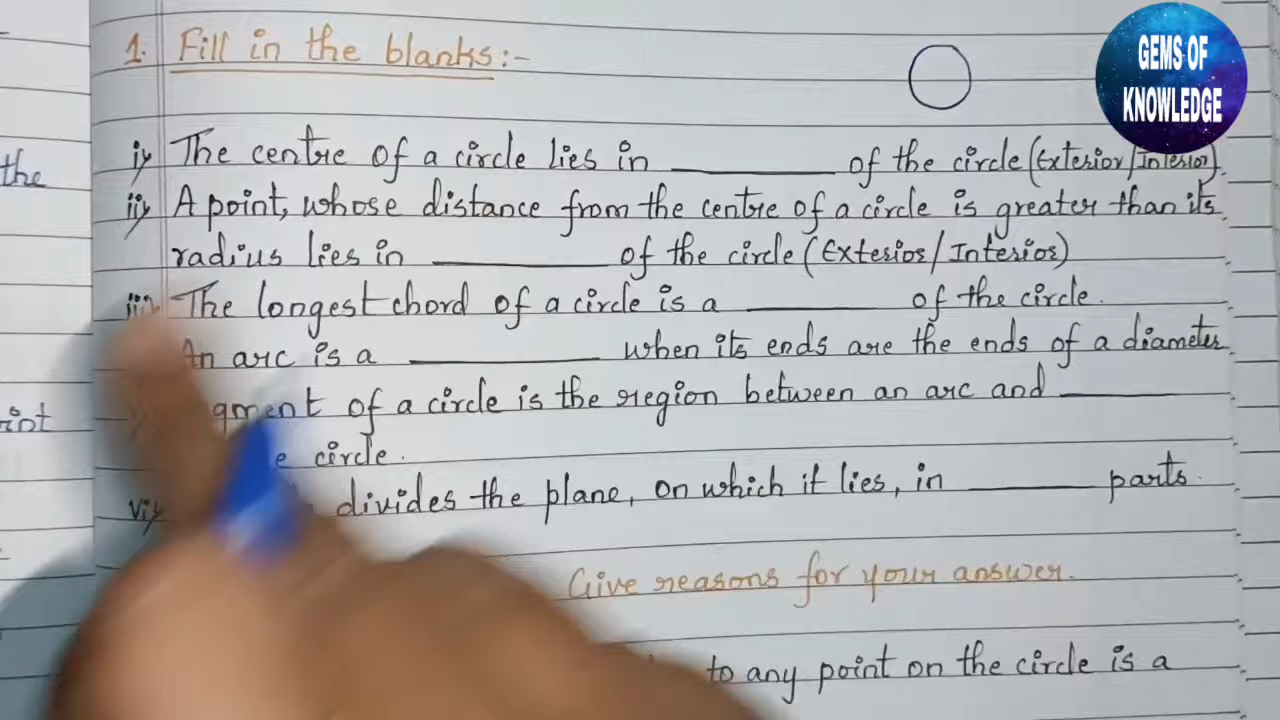 the
int
GEMS OF
KNOWLEDGE
1. Fill in the blanks:-
i) The centre of a circle lies in ________ of the circle (Exterior/Interior).
ii) A point, whose distance from the centre of a circle is greater than its
radius lies in ________ of the circle (Exterior/Interior)
iii) The longest chord of a circle is a ________ of the circle.
An arc is a ________ when its ends are the ends of a diameter
gment of a circle is the region between an arc and ________
e circle.
vi) divides the plane, on which it lies, in ________ parts.
Give reasons for your answer.
to any point on the circle is a